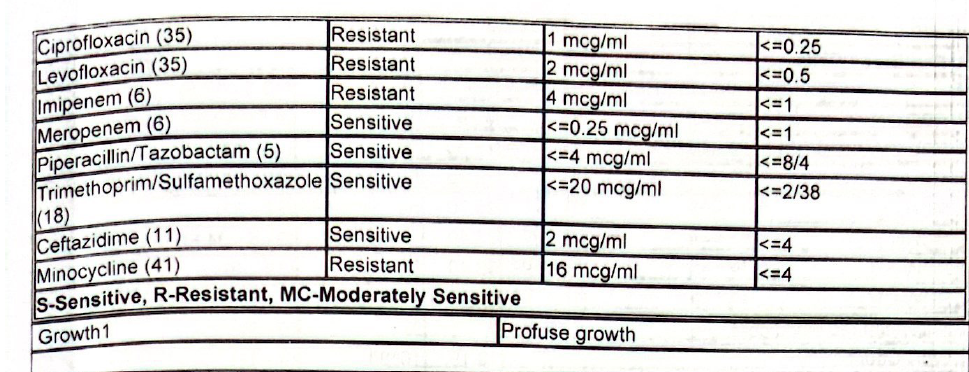 Ciprofloxacin (35) Resistant 1 mcg/ml <=0.25
Levofloxacin (35) Resistant 2 mcg/ml <=0.5
Imipenem (6) Resistant 4 mcg/ml <=1
Meropenem (6) Sensitive <=0.25 mcg/ml <=1
Piperacillin/Tazobactam (5) Sensitive <=4 mcg/ml <=8/4
Trimethoprim/Sulfamethoxazole Sensitive <=20 mcg/ml <=2/38
(18)
Ceftazidime (11) Sensitive 2 mcg/ml <=4
Minocycline (41) Resistant 16 mcg/ml <=4
S-Sensitive, R-Resistant, MC-Moderately Sensitive
Growth1 Profuse growth